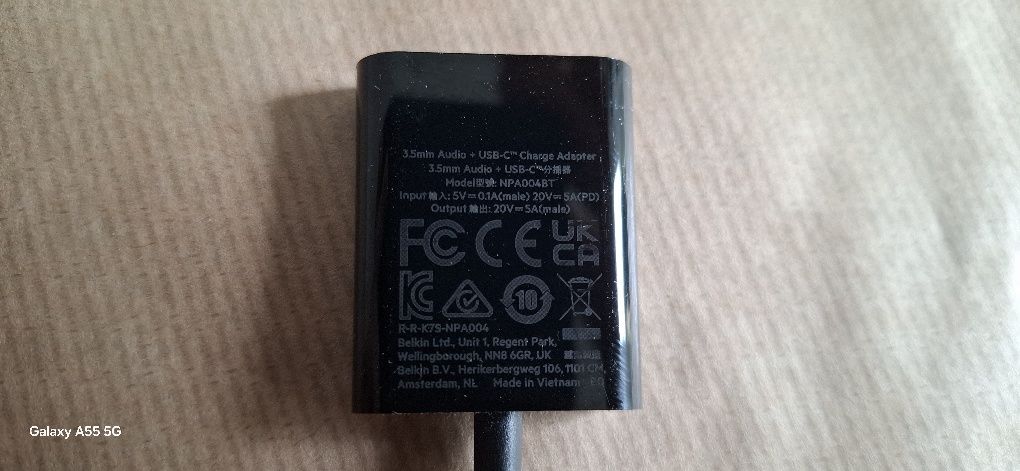 3.5mm Audio + USB-C™ Charge Adapter
3.5mm Audio + USB-C™分插器
Model型號: NPA004BT
Input 輸入: 5V⎓0.1A(male) 20V⎓5A(PD)
Output 輸出: 20V⎓5A(male)
FC CE UK CA
KC 10
R-R-K7S-NPA004
Belkin Ltd., Unit 1, Regent Park,
Wellingborough, NN8 6GR, UK
Belkin B.V., Herikerbergweg 106, 1101 CM,
Amsterdam, NL Made in Vietnam
Galaxy A55 5G